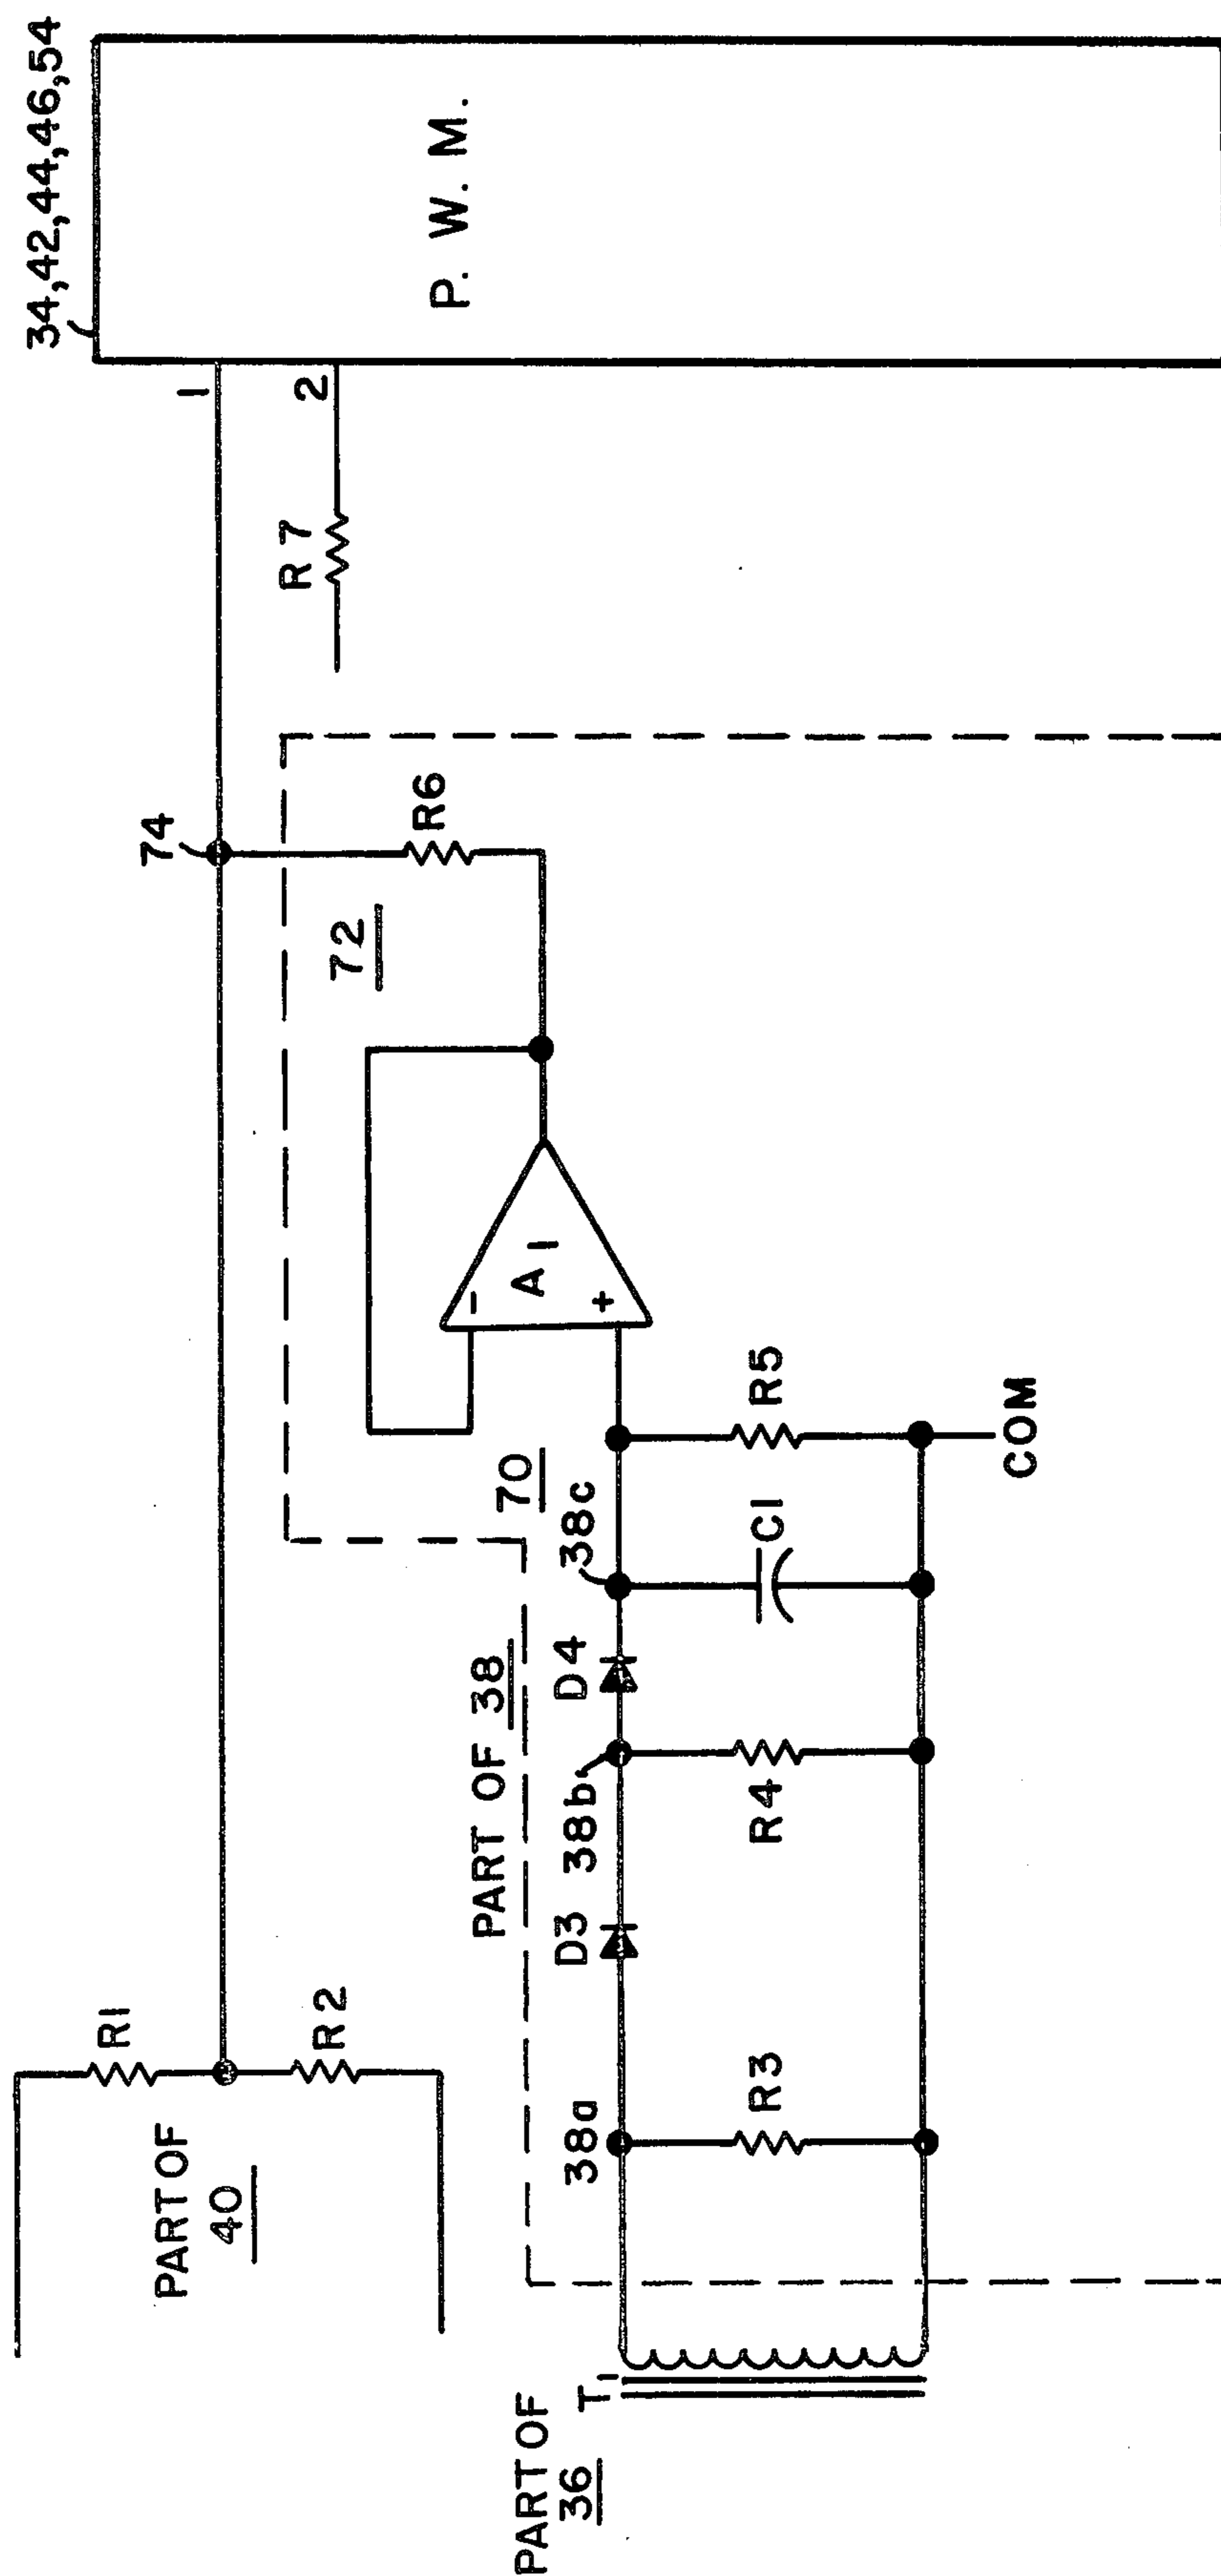 34,42,44,46,54
P. W. M.
1
2
R7
74
R6
72
A1
-
+
70
R5
COM
38c
C1
PART OF 38
D4
38b
R4
D3
R1
R2
PART OF
40
38a
R3
PART OF
36
T1